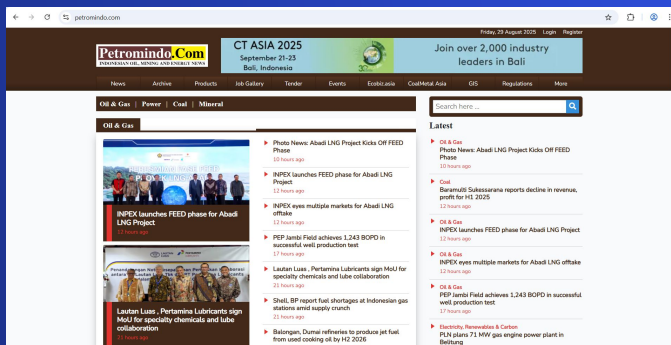 petromindo.com
Friday, 29 August 2025 Login Register
Petromindo.Com
INDONESIAN OIL, MINING AND ENERGY NEWS
CT ASIA 2025
September 21-23
Bali, Indonesia
Join over 2,000 industry
leaders in Bali
News Archive Products Job Gallery Tender Events Ecobiz.asia CoalMetal Asia GIS Regulations More
Oil & Gas | Power | Coal | Mineral
Oil & Gas
INPEX launches FEED phase for Abadi
LNG Project
12 hours ago
Lautan Luas , Pertamina Lubricants sign
MoU for specialty chemicals and lube
collaboration
21 hours ago
Photo News: Abadi LNG Project Kicks Off FEED
Phase
10 hours ago
INPEX launches FEED phase for Abadi LNG
Project
12 hours ago
INPEX eyes multiple markets for Abadi LNG
offtake
12 hours ago
PEP Jambi Field achieves 1,243 BOPD in
successful well production test
17 hours ago
Lautan Luas , Pertamina Lubricants sign MoU for
specialty chemicals and lube collaboration
21 hours ago
Shell, BP report fuel shortages at Indonesian gas
stations amid supply crunch
21 hours ago
Balongan, Dumai refineries to produce jet fuel
from used cooking oil by H2 2026
Search here ...
Latest
Oil & Gas
Photo News: Abadi LNG Project Kicks Off FEED
Phase
10 hours ago
Coal
Baramulti Suksessarana reports decline in revenue,
profit for H1 2025
12 hours ago
Oil & Gas
INPEX launches FEED phase for Abadi LNG Project
12 hours ago
Oil & Gas
INPEX eyes multiple markets for Abadi LNG offtake
12 hours ago
Oil & Gas
PEP Jambi Field achieves 1,243 BOPD in successful
well production test
17 hours ago
Electricity, Renewables & Carbon
PLN plans 71 MW gas engine power plant in
Belitung